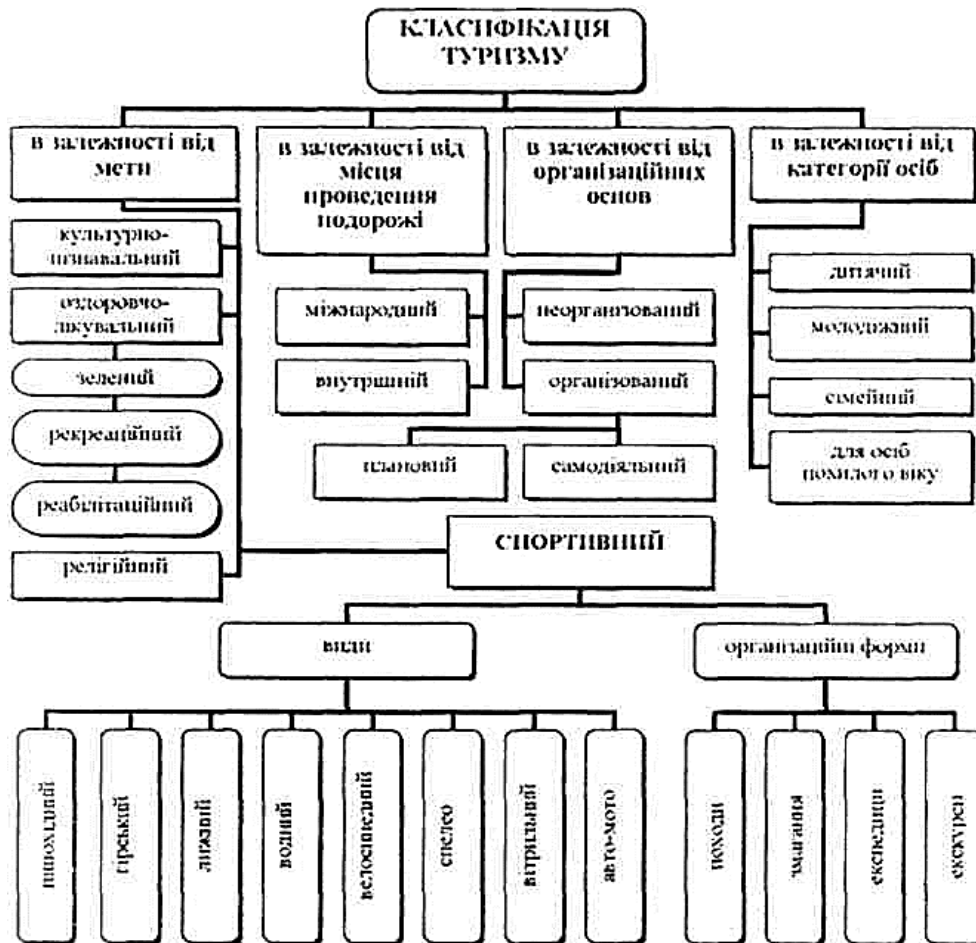 КЛАСИФІКАЦІЯ
ТУРИЗМУ
в залежності від
мети
в залежності від
місця
проведення
подорожі
в залежності від
організаційних
основ
в залежності від
категорії осіб
культурно-
пізнавальний
оздоровчо-
лікувальний
зелений
рекреаційний
реабілітаційний
релігійний
міжнародний
внутрішній
неорганізований
організований
плановий
самодіяльний
дитячий
молодіжний
сімейний
для осіб
похилого віку
СПОРТИВНИЙ
види
організаційні форми
пішохідний
гірський
лижний
водний
велосипедний
спелео
вітрильний
авто-мото
походи
змагання
експедиції
екскурсії